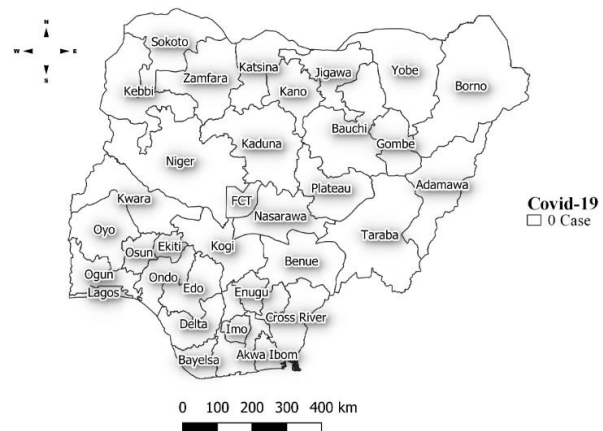 N
W E
S
Sokoto
Katsina
Jigawa
Yobe
Zamfara
Kebbi
Kano
Borno
Bauchi
Kaduna
Gombe
Niger
Plateau
Adamawa
Kwara
FCT
Nasarawa
Covid-19
0 Case
Oyo
Taraba
Osun
Ekiti
Kogi
Benue
Ogun
Ondo
Edo
Enugu
Lagos
Cross River
Delta
Imo
Bayelsa
Akwa Ibom
0 100 200 300 400 km